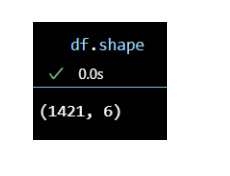 df.shape
✓ 0.0s
(1421, 6)